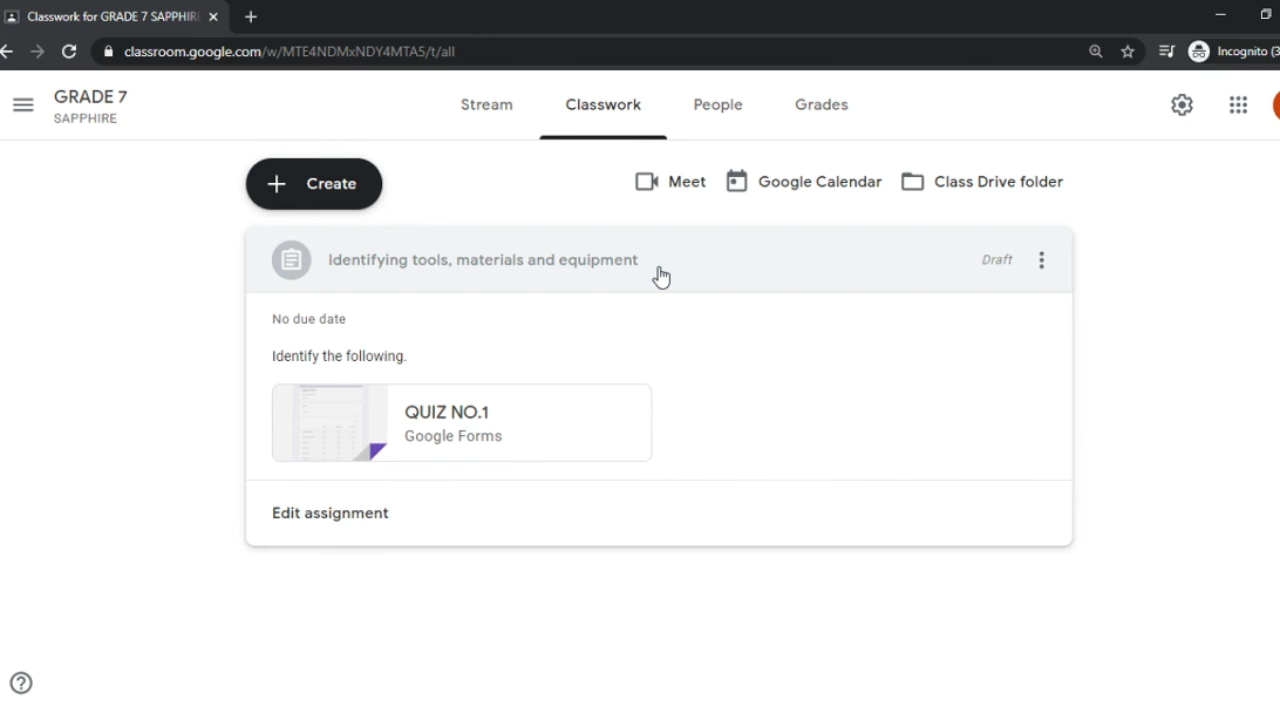 Classwork for GRADE 7 SAPPHIR
classroom.google.com/w/MTE4NDMxNDY4MTA5/t/all
Incognito (3
GRADE 7
SAPPHIRE
Stream
Classwork
People
Grades
Create
Meet
Google Calendar
Class Drive folder
Identifying tools, materials and equipment
Draft
No due date
Identify the following.
QUIZ NO.1
Google Forms
Edit assignment